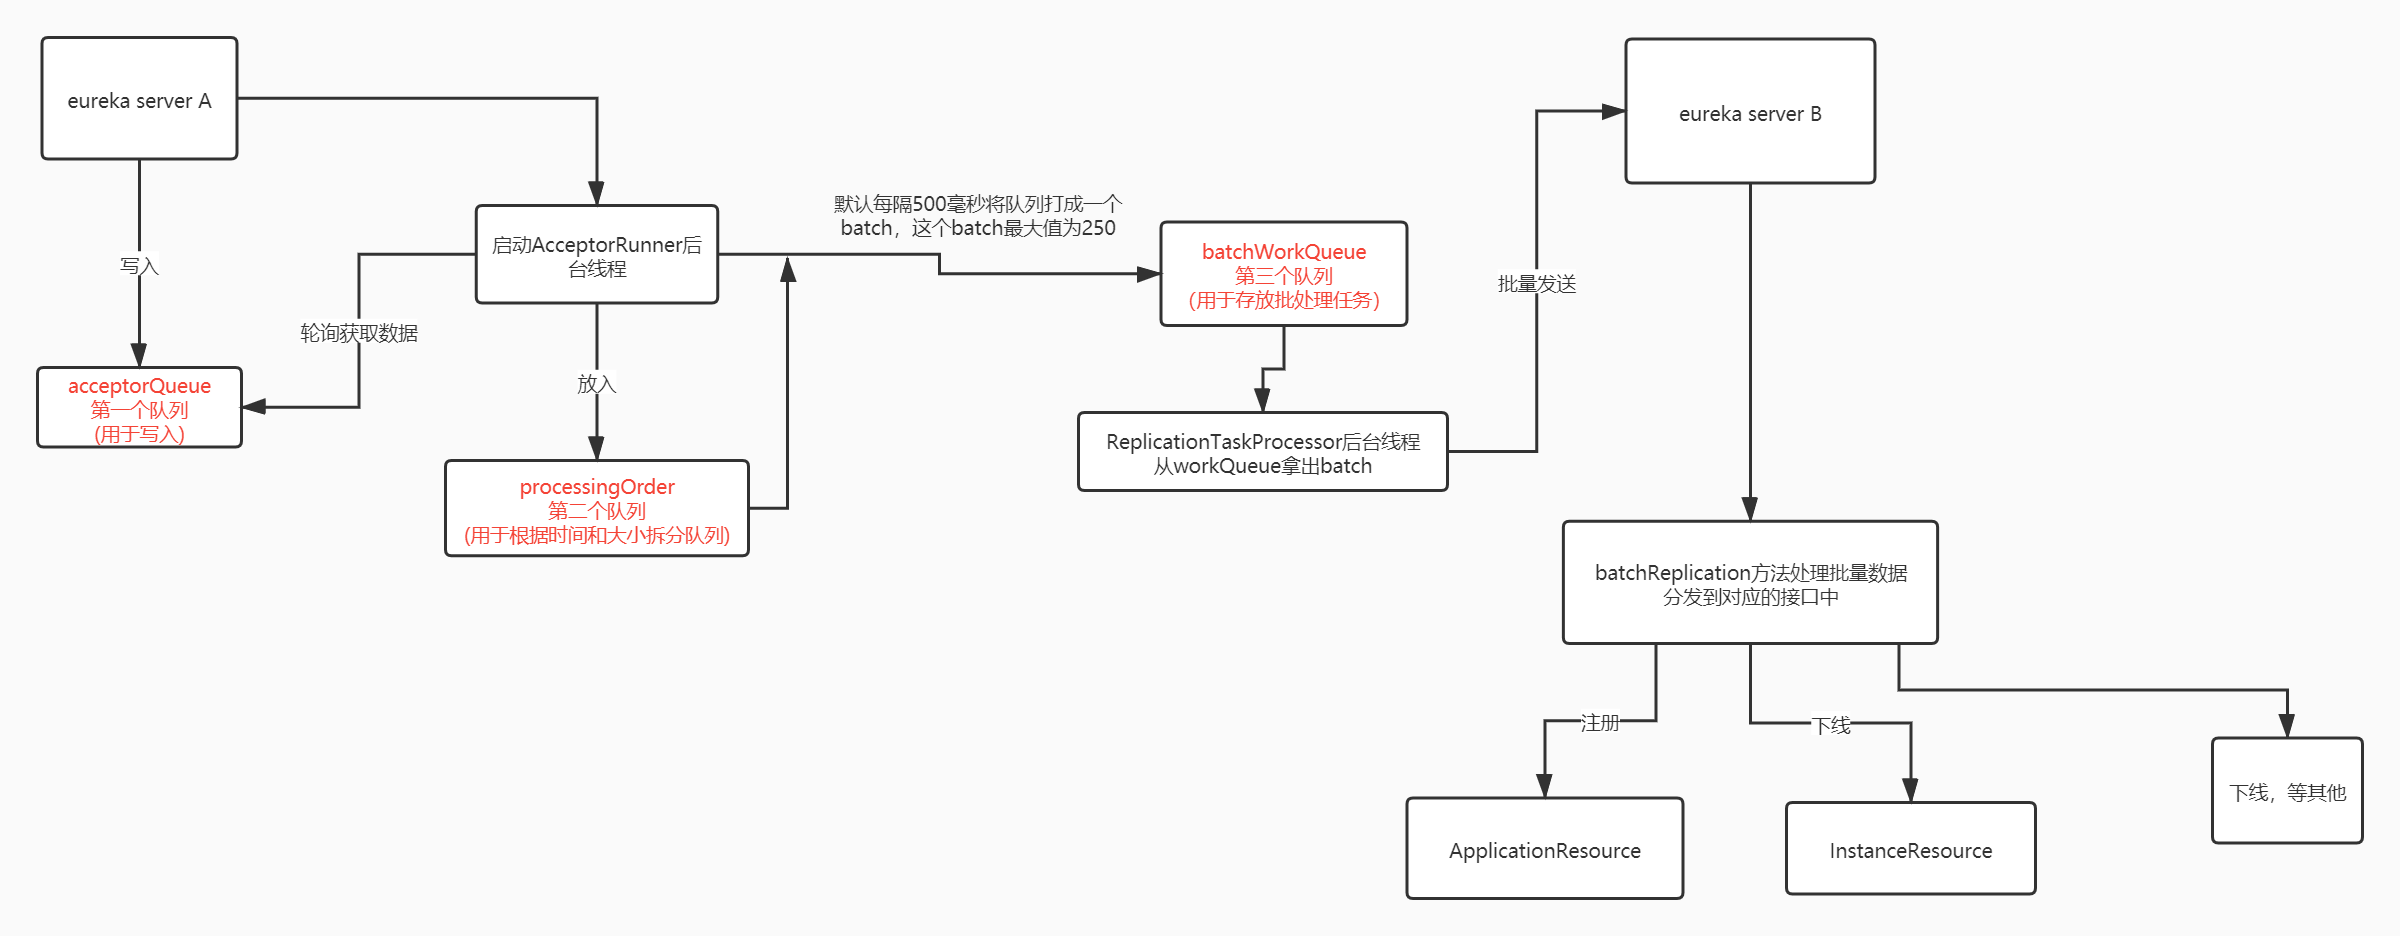 eureka server A
eureka server B
默认每隔500毫秒将队列打成一个
batch，这个batch最大值为250
启动AcceptorRunner后
台线程
写入
batchWorkQueue
第三个队列
(用于存放批处理任务)
批量发送
轮询获取数据
acceptorQueue
第一个队列
(用于写入)
放入
ReplicationTaskProcessor后台线程
从workQueue拿出batch
processingOrder
第二个队列
(用于根据时间和大小拆分队列)
batchReplication方法处理批量数据
分发到对应的接口中
注册
下线
下线，等其他
ApplicationResource
InstanceResource